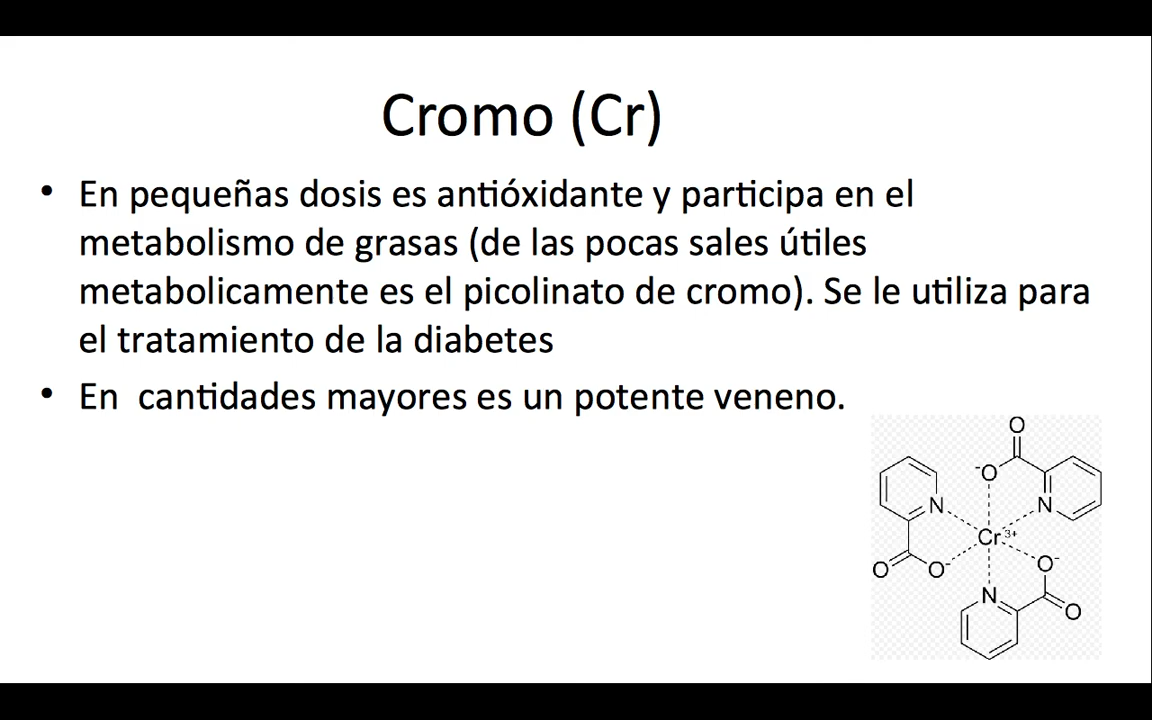 Cromo (Cr)
• En pequeñas dosis es antióxidante y participa en el
metabolismo de grasas (de las pocas sales útiles
metabolicamente es el picolinato de cromo). Se le utiliza para
el tratamiento de la diabetes
• En  cantidades mayores es un potente veneno.
O
-O
N
N
Cr3+
O
O-
O-
N
O